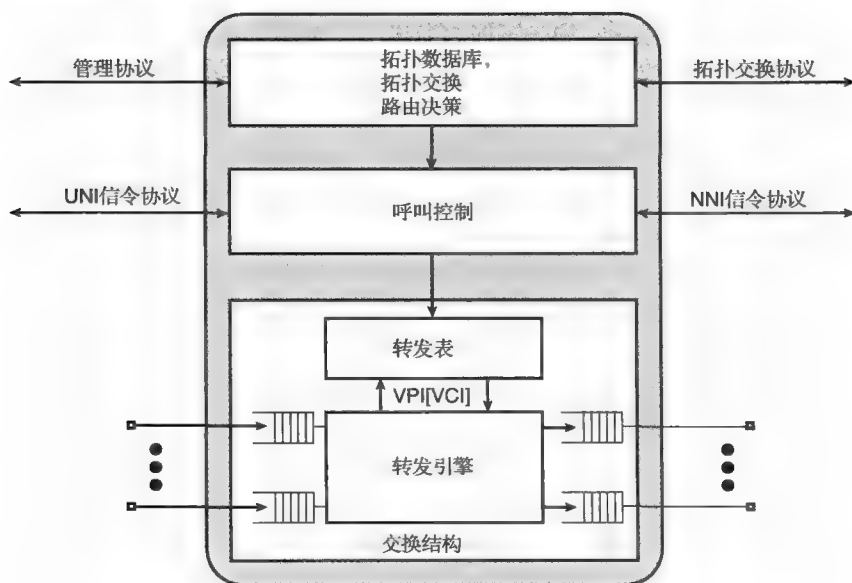 管理协议
拓扑数据库，
拓扑交换
路由决策
拓扑交换协议
UNI信令协议
呼叫控制
NNI信令协议
转发表
VPI[VCI]
转发引擎
交换结构